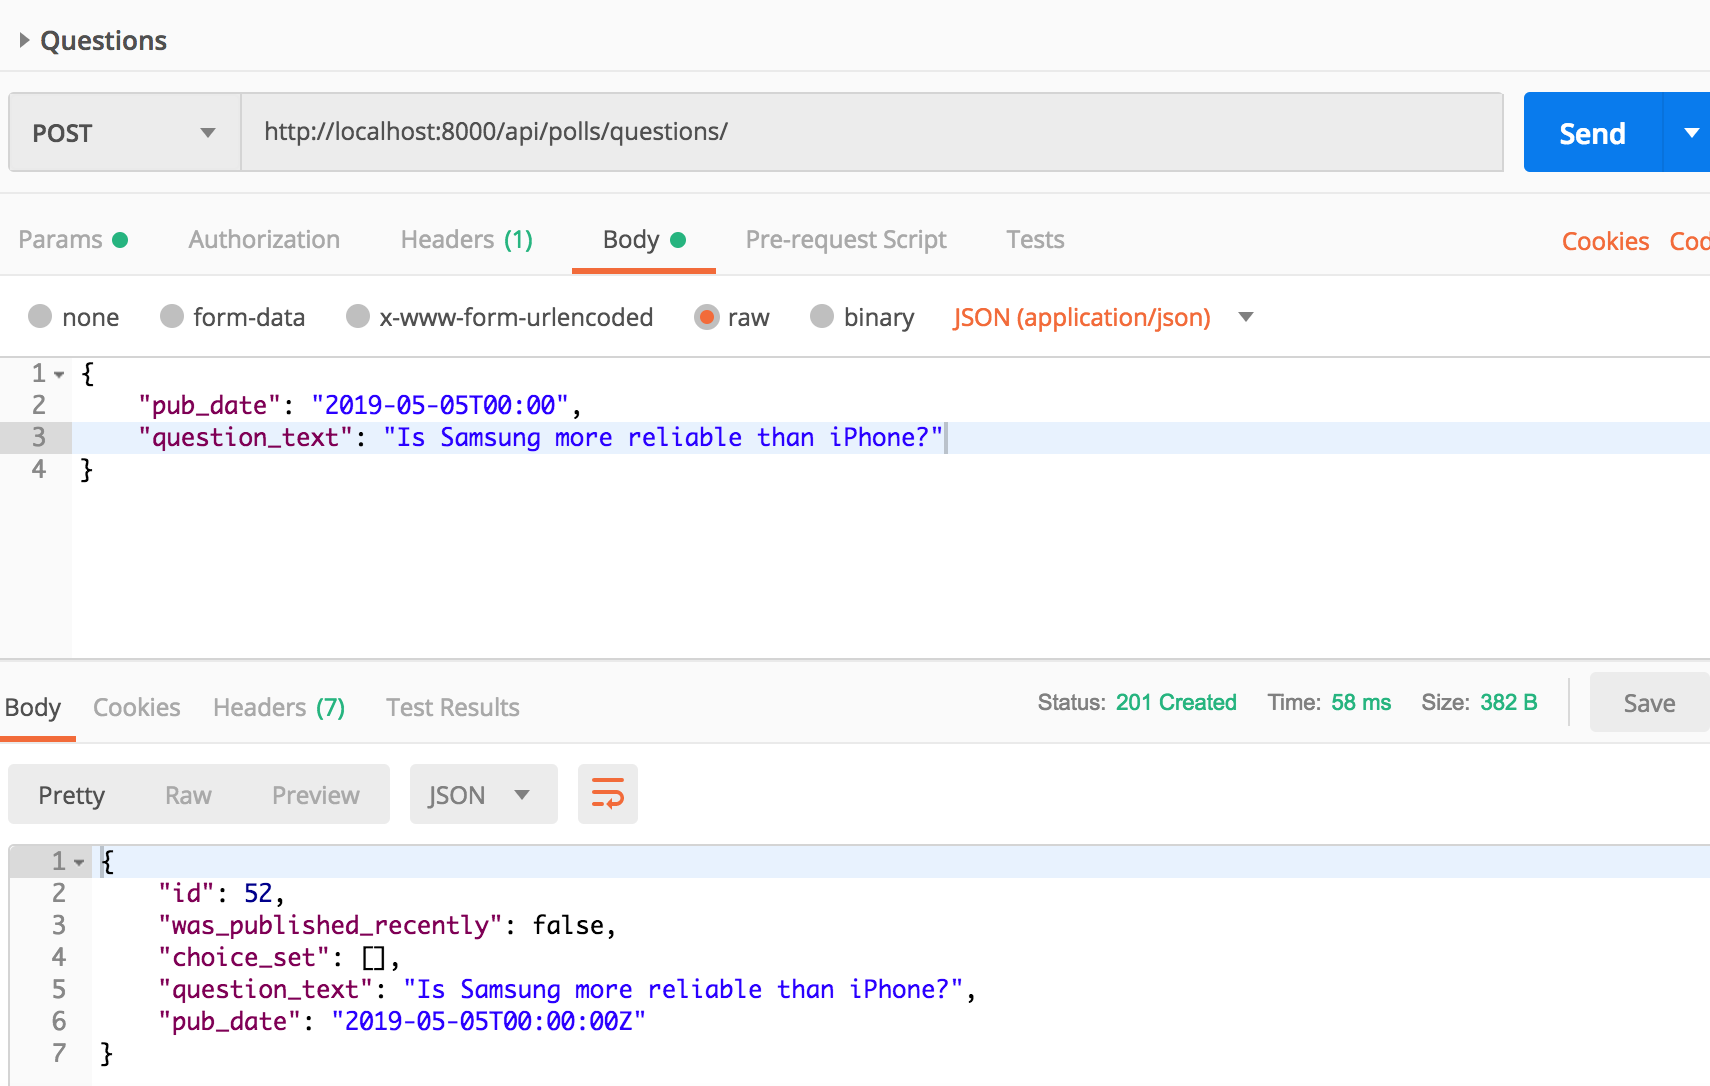 Questions
POST http://localhost:8000/api/polls/questions/ Send
Params Authorization Headers (1) Body Pre-request Script Tests Cookies Cod
none form-data x-www-form-urlencoded raw binary JSON (application/json)
1 {
2 "pub_date": "2019-05-05T00:00",
3 "question_text": "Is Samsung more reliable than iPhone?"
4 }
Body Cookies Headers (7) Test Results Status: 201 Created Time: 58 ms Size: 382 B Save
Pretty Raw Preview JSON
1 {
2 "id": 52,
3 "was_published_recently": false,
4 "choice_set": [],
5 "question_text": "Is Samsung more reliable than iPhone?",
6 "pub_date": "2019-05-05T00:00:00Z"
7 }